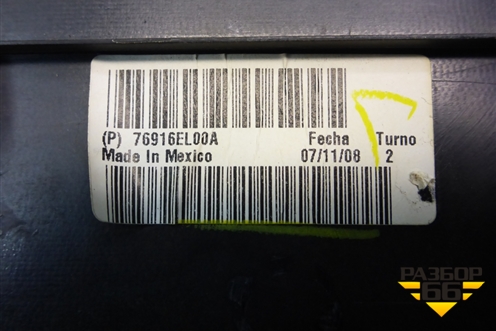 (P) 76916EL00A Fecha Turno
Made In Mexico 07/11/08 2
РАЗБОР
66